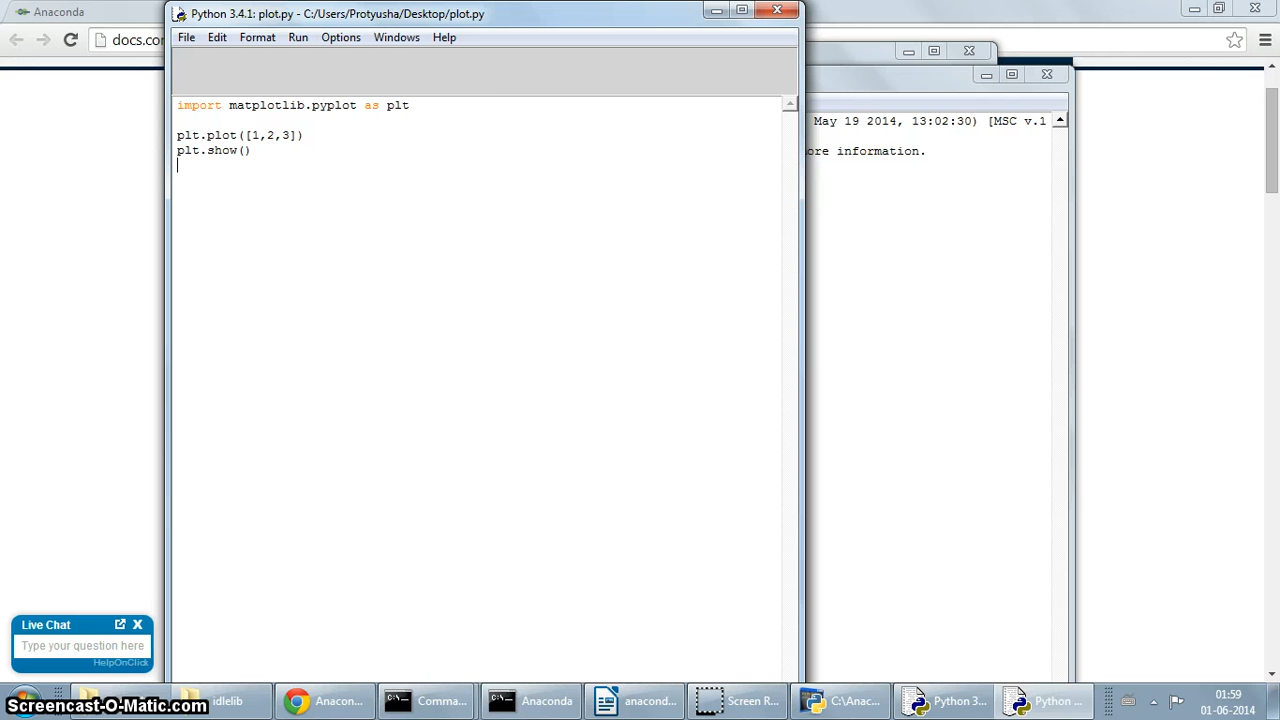 Anaconda
docs.con
Python 3.4.1: plot.py - C:/Users/Protyusha/Desktop/plot.py
File Edit Format Run Options Windows Help
import matplotlib.pyplot as plt
plt.plot([1,2,3])
plt.show()
May 19 2014, 13:02:30) [MSC v.1
ore information.
Live Chat
Type your question here
HelpOnClick
idlelib
Anacon...
Comma...
Anaconda
anacond...
Screen R...
C:\Anac...
Python 3...
Python ...
01:59
01-06-2014
Screencast-O-Matic.com